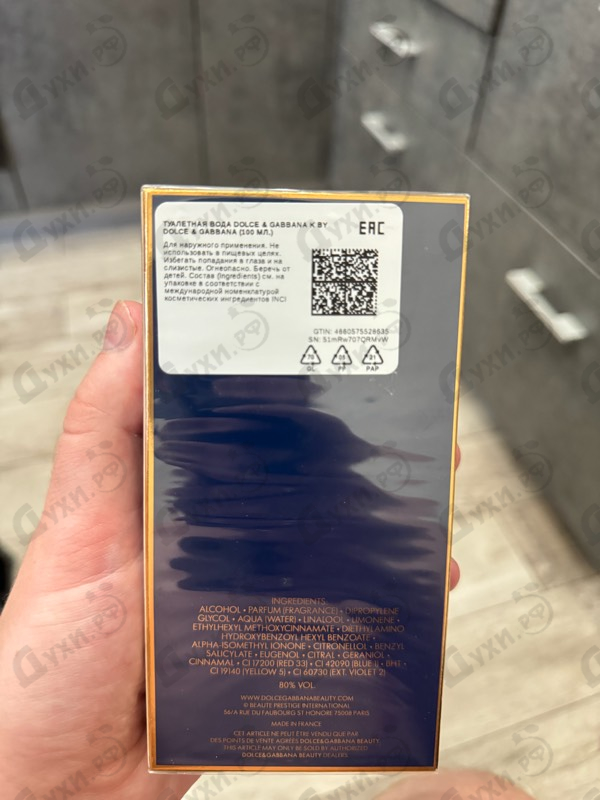 ТУАЛЕТНАЯ ВОДА DOLCE & GABBANA K BY
DOLCE & GABBANA (100 МЛ.)
EAC
Для наружного применения. Не
использовать в пищевых целях.
Избегать попадания в глаза и на
слизистые. Огнеопасно. Беречь от
детей. Состав (Ingredients) см. на
упаковке в соответствии с
международной номенклатурой
косметических ингредиентов INCI
GTIN: 4680575528635
SN: 51mRw707QRMvW
70 05 21
GL PP PAP
INGREDIENTS:
ALCOHOL • PARFUM (FRAGRANCE) • DIPROPYLENE
GLYCOL • AQUA (WATER) • LINALOOL • LIMONENE •
ETHYLHEXYL METHOXYCINNAMATE • DIETHYLAMINO
HYDROXYBENZOYL HEXYL BENZOATE •
ALPHA-ISOMETHYL IONONE • CITRONELLOL • BENZYL
SALICYLATE • EUGENOL • CITRAL • GERANIOL •
CINNAMAL • CI 17200 (RED 33) • CI 42090 (BLUE 1) • BHT •
CI 19140 (YELLOW 5) • CI 60730 (EXT. VIOLET 2)
80% VOL.
WWW.DOLCEGABBANABEAUTY.COM
© BEAUTE PRESTIGE INTERNATIONAL
56/A RUE DU FAUBOURG ST HONORE 75008 PARIS
MADE IN FRANCE
CET ARTICLE NE PEUT ÊTRE VENDU QUE PAR
DES POINTS DE VENTE AGRÉÉS DOLCE&GABBANA BEAUTY.
THIS ARTICLE MAY ONLY BE SOLD BY AUTHORIZED
DOLCE&GABBANA BEAUTY DEALERS.
Духи.РФ